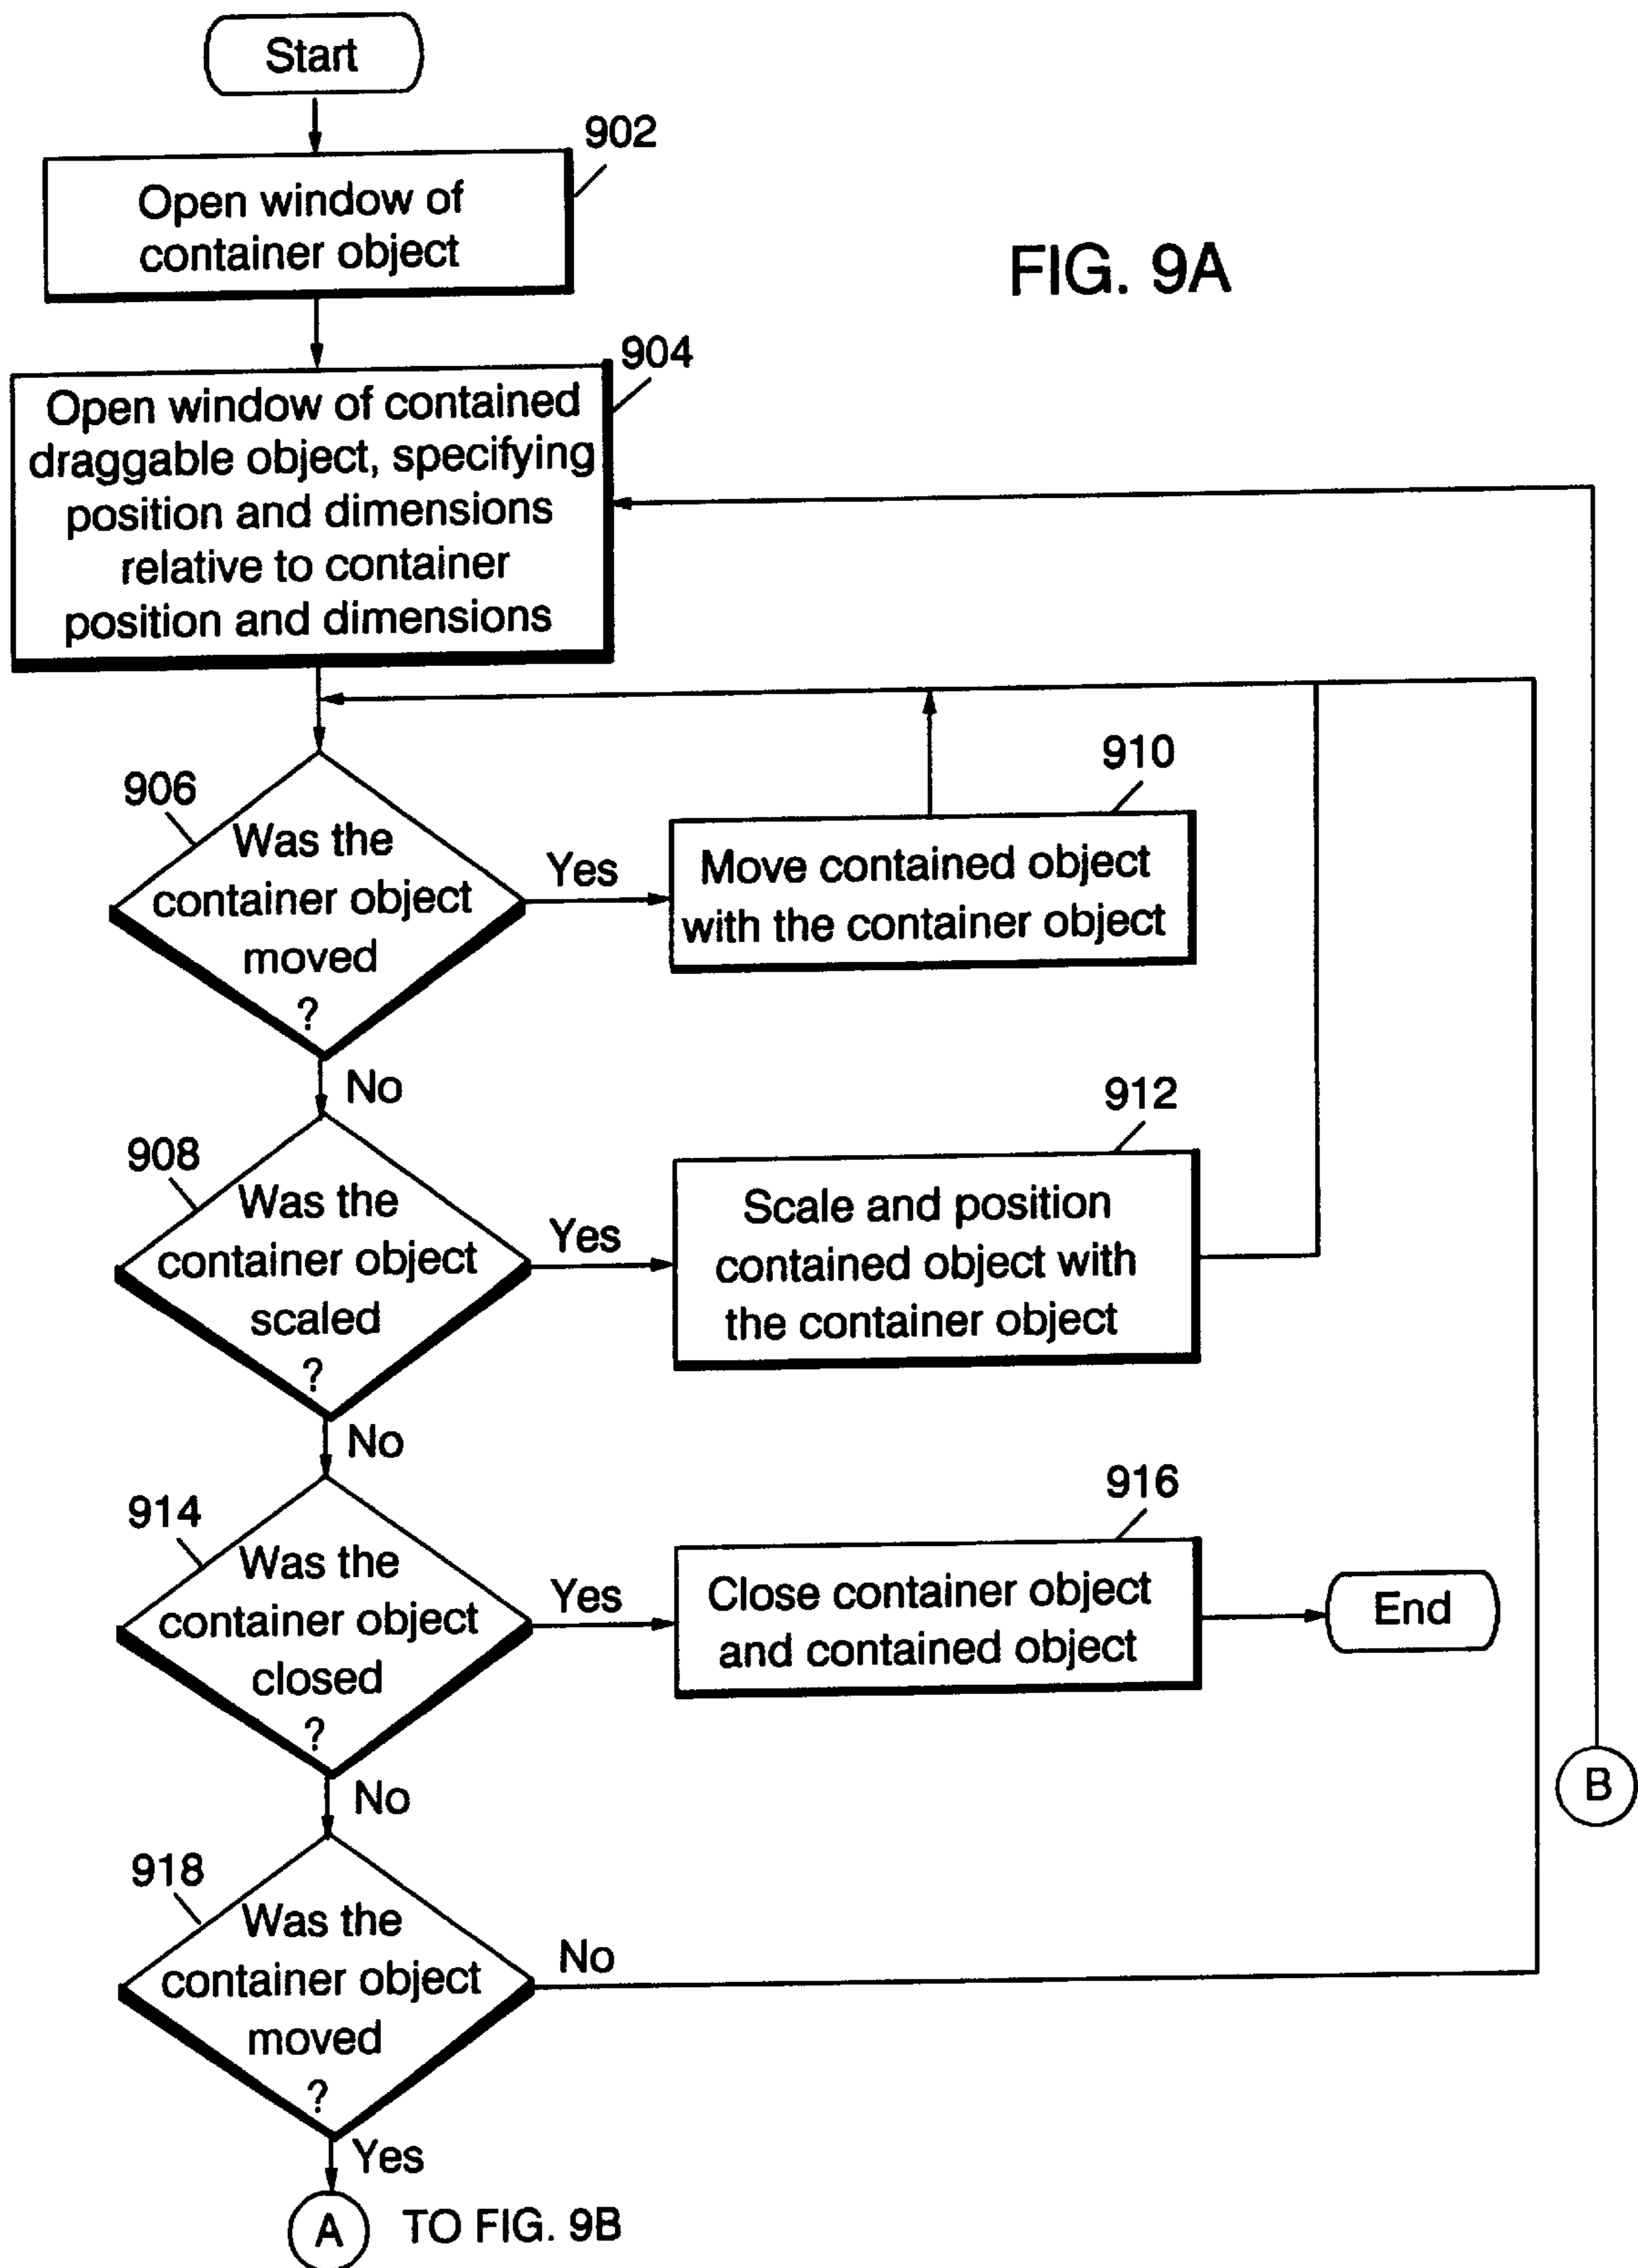 Start
902
Open window of
container object
FIG. 9A
904
Open window of contained
draggable object, specifying
position and dimensions
relative to container
position and dimensions
906
Was the
container object
moved
?
Yes
910
Move contained object
with the container object
No
908
Was the
container object
scaled
?
Yes
912
Scale and position
contained object with
the container object
No
914
Was the
container object
closed
?
Yes
916
Close container object
and contained object
End
B
No
918
Was the
container object
moved
?
No
Yes
A
TO FIG. 9B